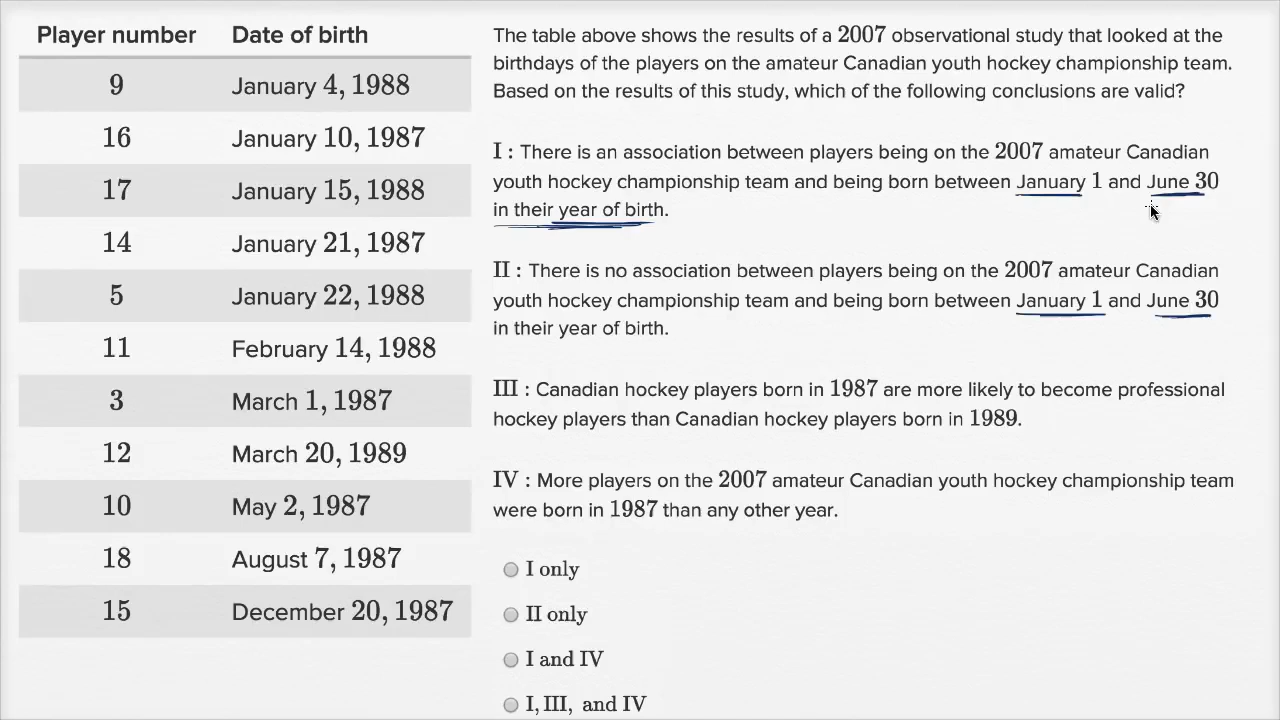 Player number Date of birth
9 January 4, 1988
16 January 10, 1987
17 January 15, 1988
14 January 21, 1987
5 January 22, 1988
11 February 14, 1988
3 March 1, 1987
12 March 20, 1989
10 May 2, 1987
18 August 7, 1987
15 December 20, 1987
The table above shows the results of a 2007 observational study that looked at the
birthdays of the players on the amateur Canadian youth hockey championship team.
Based on the results of this study, which of the following conclusions are valid?
I : There is an association between players being on the 2007 amateur Canadian
youth hockey championship team and being born between January 1 and June 30
in their year of birth.
II : There is no association between players being on the 2007 amateur Canadian
youth hockey championship team and being born between January 1 and June 30
in their year of birth.
III : Canadian hockey players born in 1987 are more likely to become professional
hockey players than Canadian hockey players born in 1989.
IV : More players on the 2007 amateur Canadian youth hockey championship team
were born in 1987 than any other year.
I only
II only
I and IV
I, III, and IV